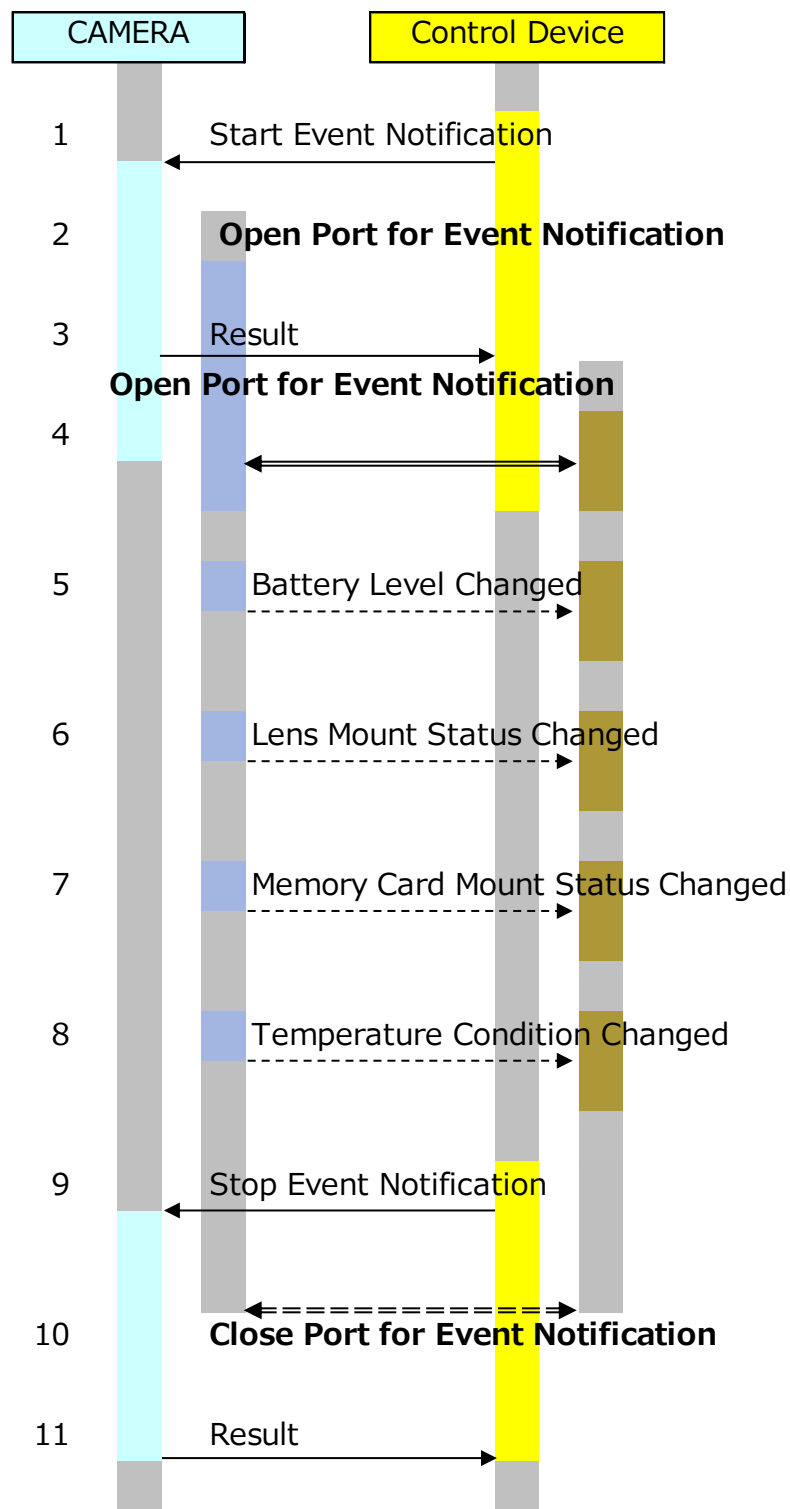 CAMERA Control Device
1 Start Event Notification
2 Open Port for Event Notification
3 Result
Open Port for Event Notification
4
5 Battery Level Changed
6 Lens Mount Status Changed
7 Memory Card Mount Status Changed
8 Temperature Condition Changed
9 Stop Event Notification
10 Close Port for Event Notification
11 Result